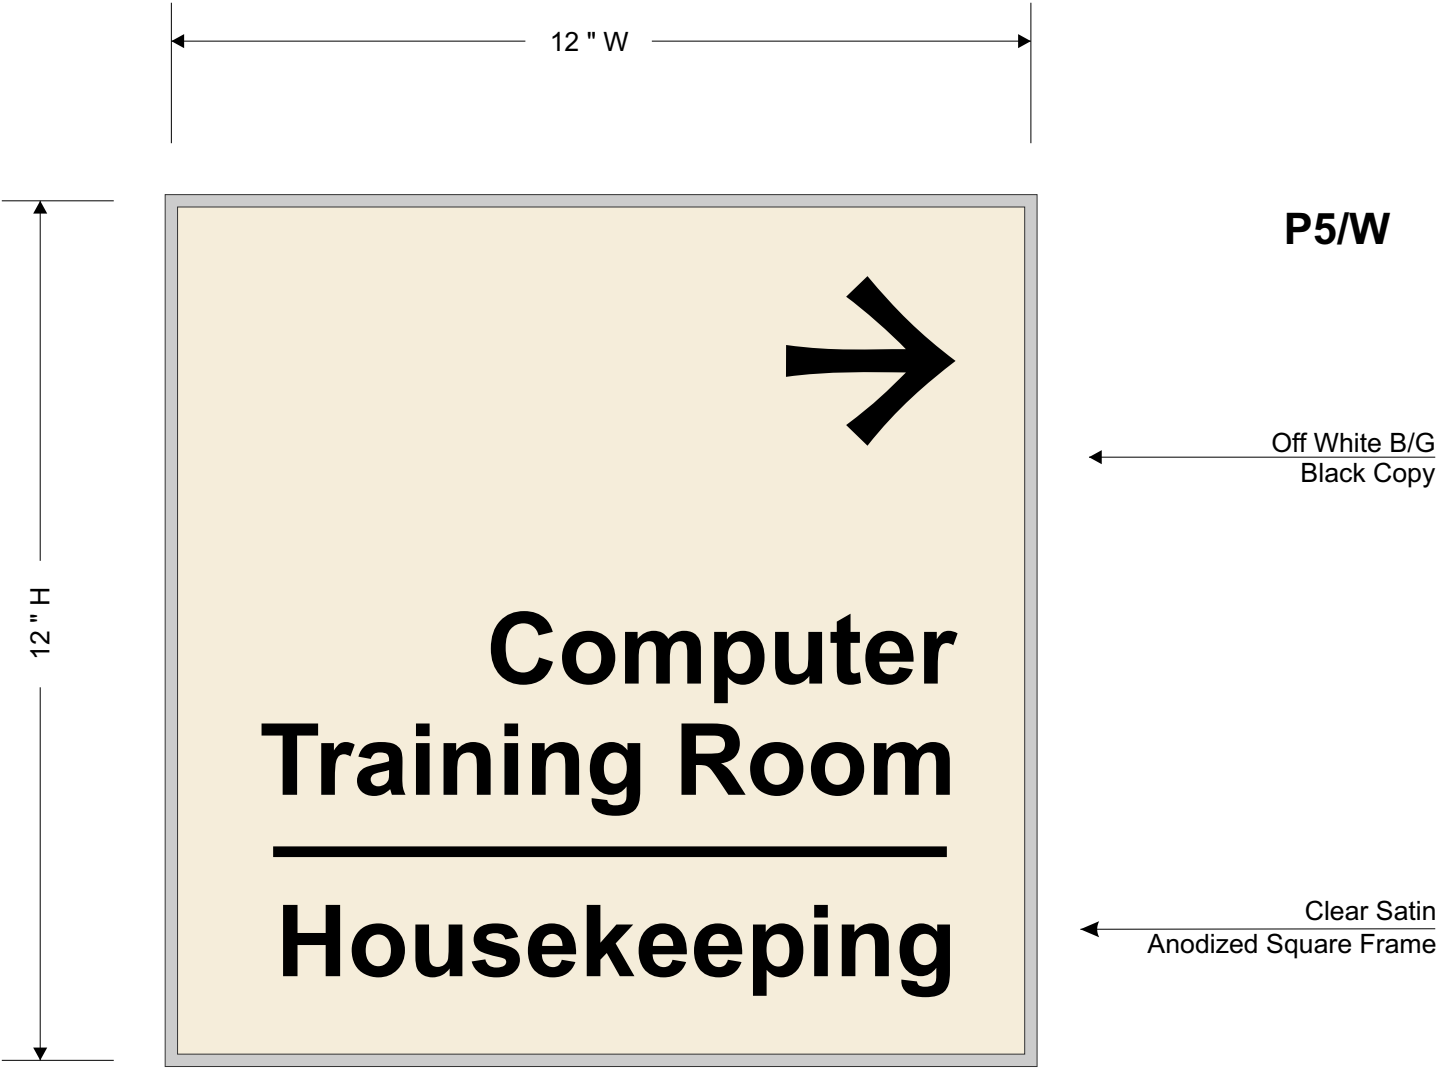 12 " W
P5/W
Off White B/G
Black Copy
12 " H
Computer
Training Room
Housekeeping
Clear Satin
Anodized Square Frame